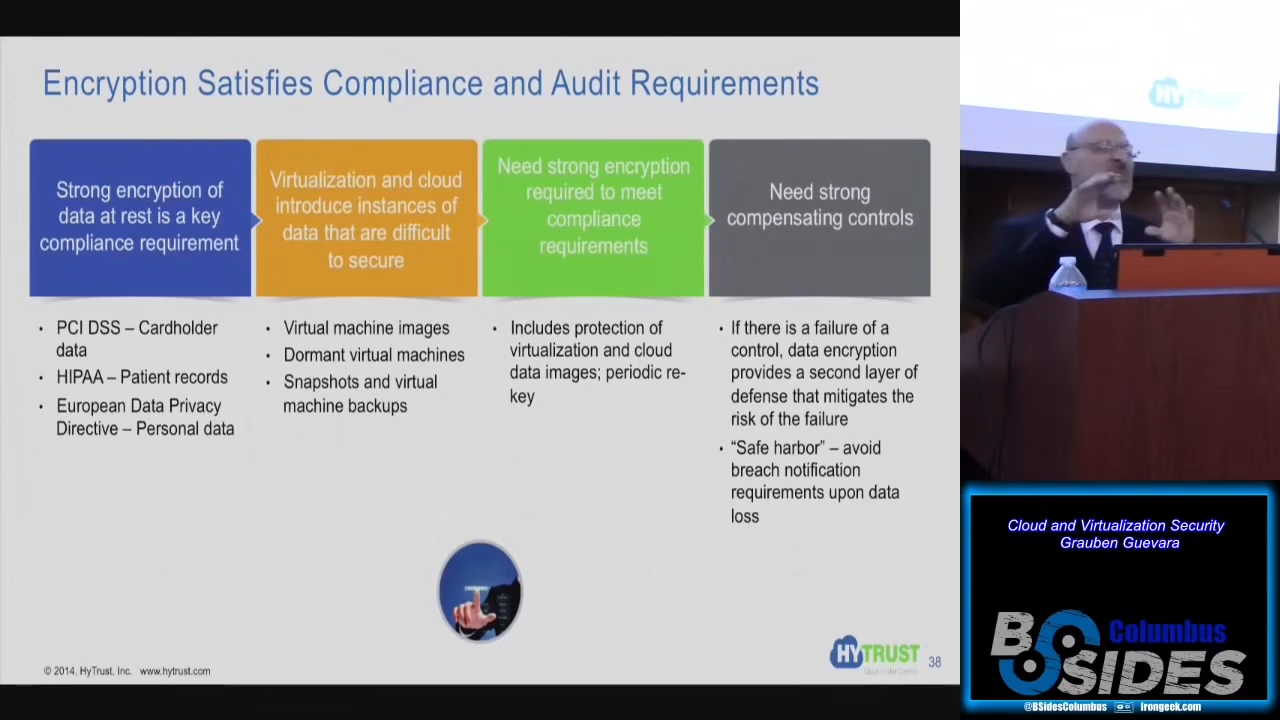 Encryption Satisfies Compliance and Audit Requirements
Strong encryption of
data at rest is a key
compliance requirement
Virtualization and cloud
introduce instances of
data that are difficult
to secure
Need strong encryption
required to meet
compliance
requirements
Need strong
compensating controls
• PCI DSS – Cardholder
data
• HIPAA – Patient records
• European Data Privacy
Directive – Personal data
• Virtual machine images
• Dormant virtual machines
• Snapshots and virtual
machine backups
• Includes protection of
virtualization and cloud
data images; periodic re-
key
• If there is a failure of a
control, data encryption
provides a second layer of
defense that mitigates the
risk of the failure
• “Safe harbor” – avoid
breach notification
requirements upon data
loss
© 2014, HyTrust, Inc. www.hytrust.com
HYTRUST
38
HYTRUST
Cloud and Virtualization Security
Grauben Guevara
BSIDES
Columbus
@BSidesColumbus Irongeek.com